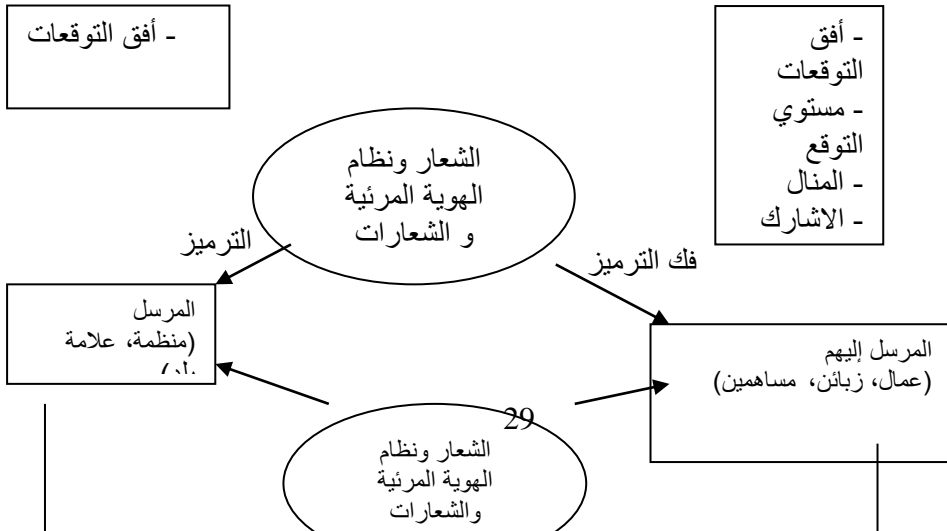 - أفق التوقعات
- أفق
التوقعات
- مستوي
التوقع
- المنال
- الاشارك
الشعار ونظام
الهوية المرئية
و الشعارات
الترميز
فك الترميز
المرسل
(منظمة، علامة
المرسل إليهم
(عمال، زبائن، مساهمين)
29
الشعار ونظام
الهوية المرئية
والشعارات